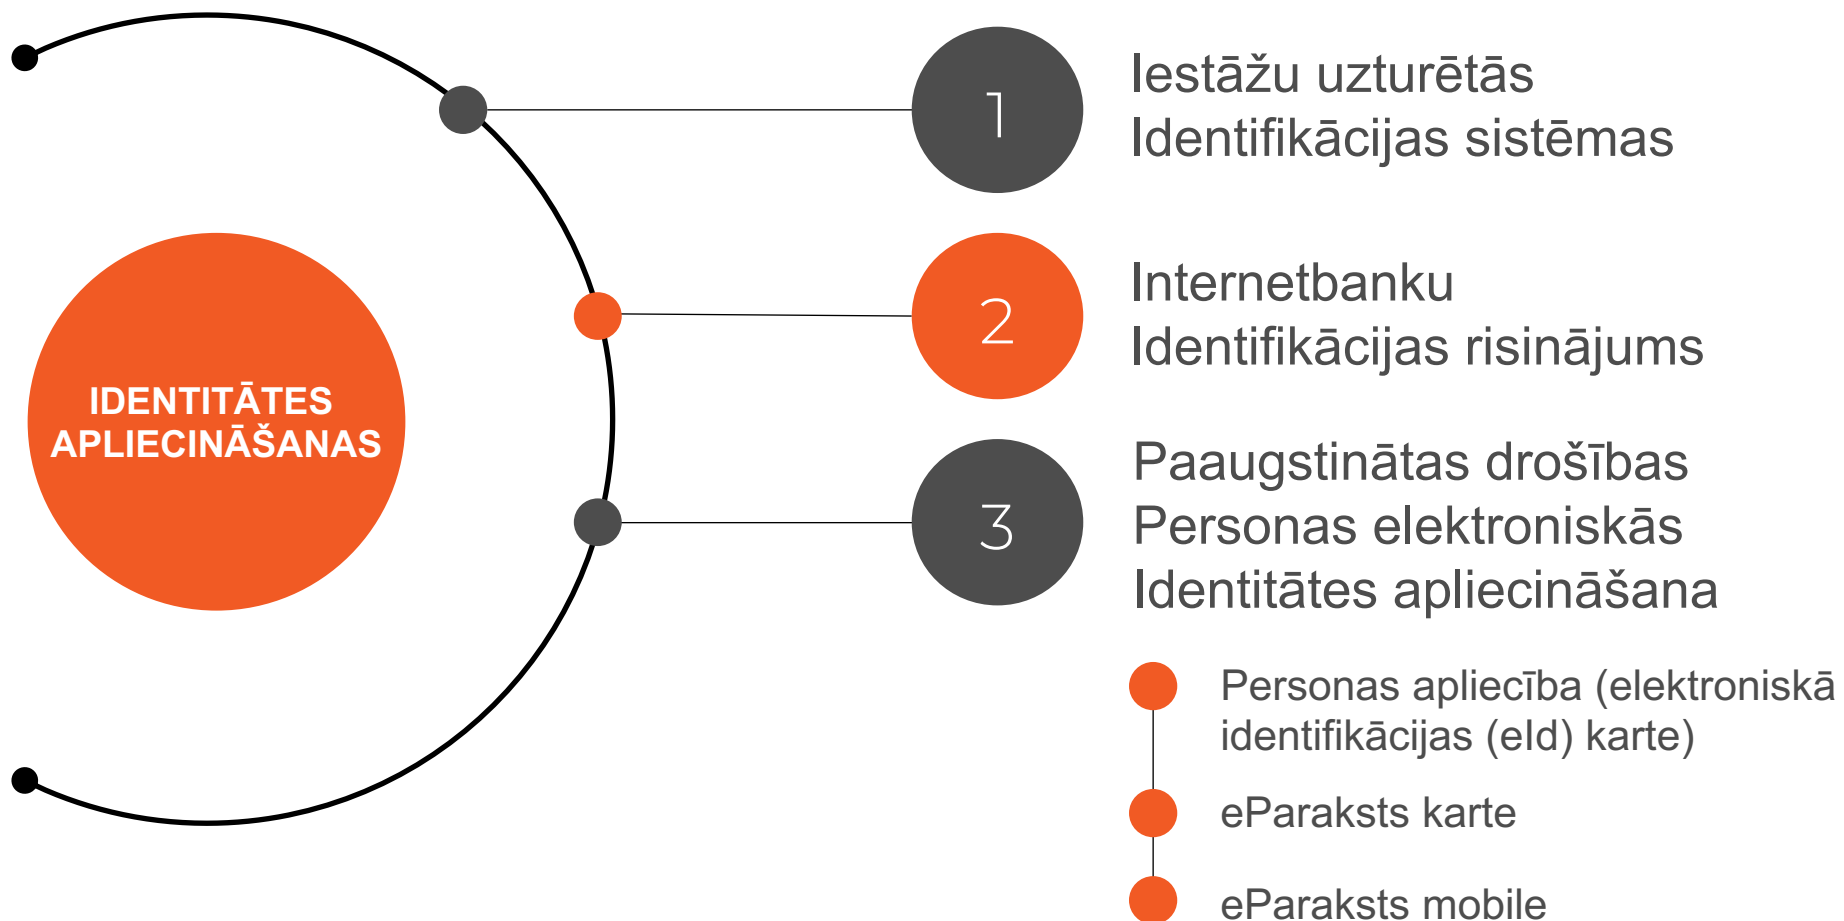 IDENTITĀTES
APLIECINĀŠANAS
1
Iestāžu uzturētās
Identifikācijas sistēmas
2
Internetbanku
Identifikācijas risinājums
3
Paaugstinātas drošības
Personas elektroniskās
Identitātes apliecināšana
Personas apliecība (elektroniskā
identifikācijas (eId) karte)
eParaksts karte
eParaksts mobile